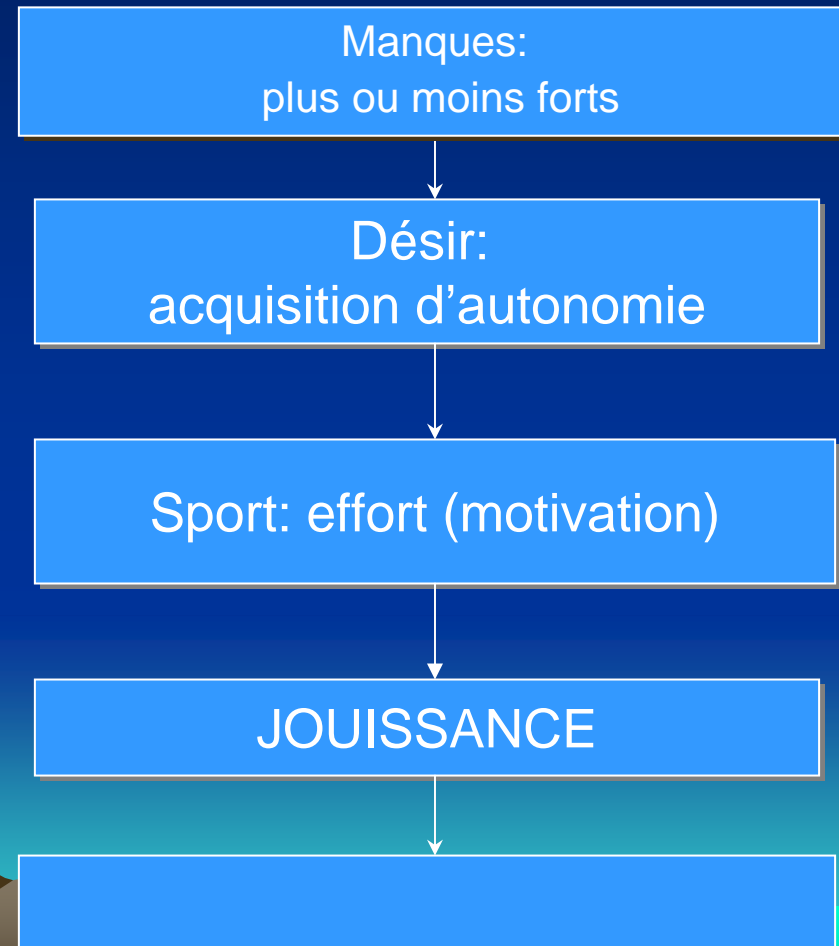 Manques:
plus ou moins forts
Désir:
acquisition d’autonomie
Sport: effort (motivation)
JOUISSANCE